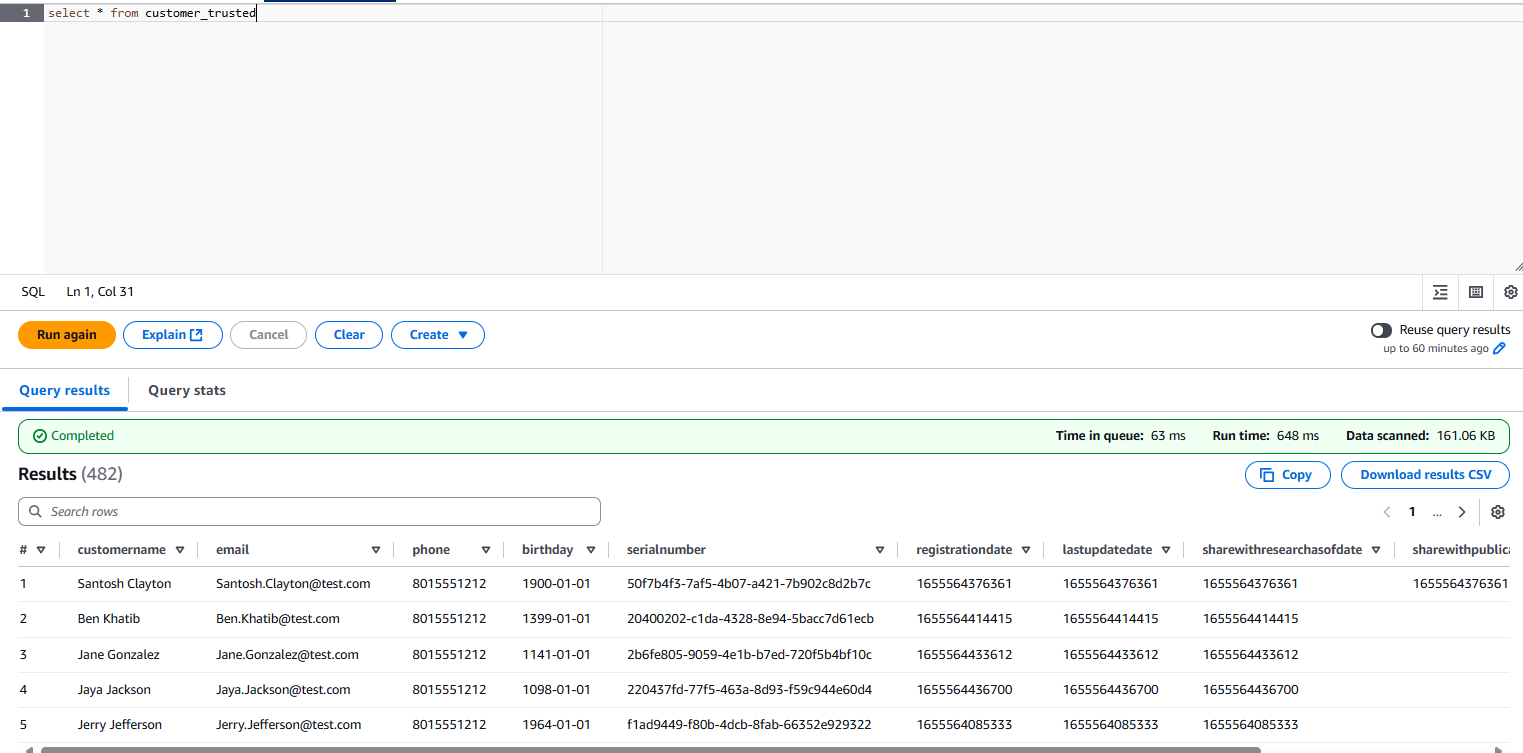 1 select * from customer_trusted
SQL Ln 1, Col 31
Run again Explain Cancel Clear Create Reuse query results
up to 60 minutes ago
Query results Query stats
Completed Time in queue: 63 ms Run time: 648 ms Data scanned: 161.06 KB
Results (482) Copy Download results CSV
Search rows 1 ...
# customername email phone birthday serialnumber registrationdate lastupdatedate sharewithresearchasofdate sharewithpublica
1 Santosh Clayton Santosh.Clayton@test.com 8015551212 1900-01-01 50f7b4f3-7af5-4b07-a421-7b902c8d2b7c 1655564376361 1655564376361 1655564376361 1655564376361
2 Ben Khatib Ben.Khatib@test.com 8015551212 1399-01-01 20400202-c1da-4328-8e94-5bacc7d61ecb 1655564414415 1655564414415 1655564414415
3 Jane Gonzalez Jane.Gonzalez@test.com 8015551212 1141-01-01 2b6fe805-9059-4e1b-b7ed-720f5b4bf10c 1655564433612 1655564433612 1655564433612
4 Jaya Jackson Jaya.Jackson@test.com 8015551212 1098-01-01 220437fd-77f5-463a-8d93-f59c944e60d4 1655564436700 1655564436700 1655564436700
5 Jerry Jefferson Jerry.Jefferson@test.com 8015551212 1964-01-01 f1ad9449-f80b-4dcb-8fab-66352e929322 1655564085333 1655564085333 1655564085333